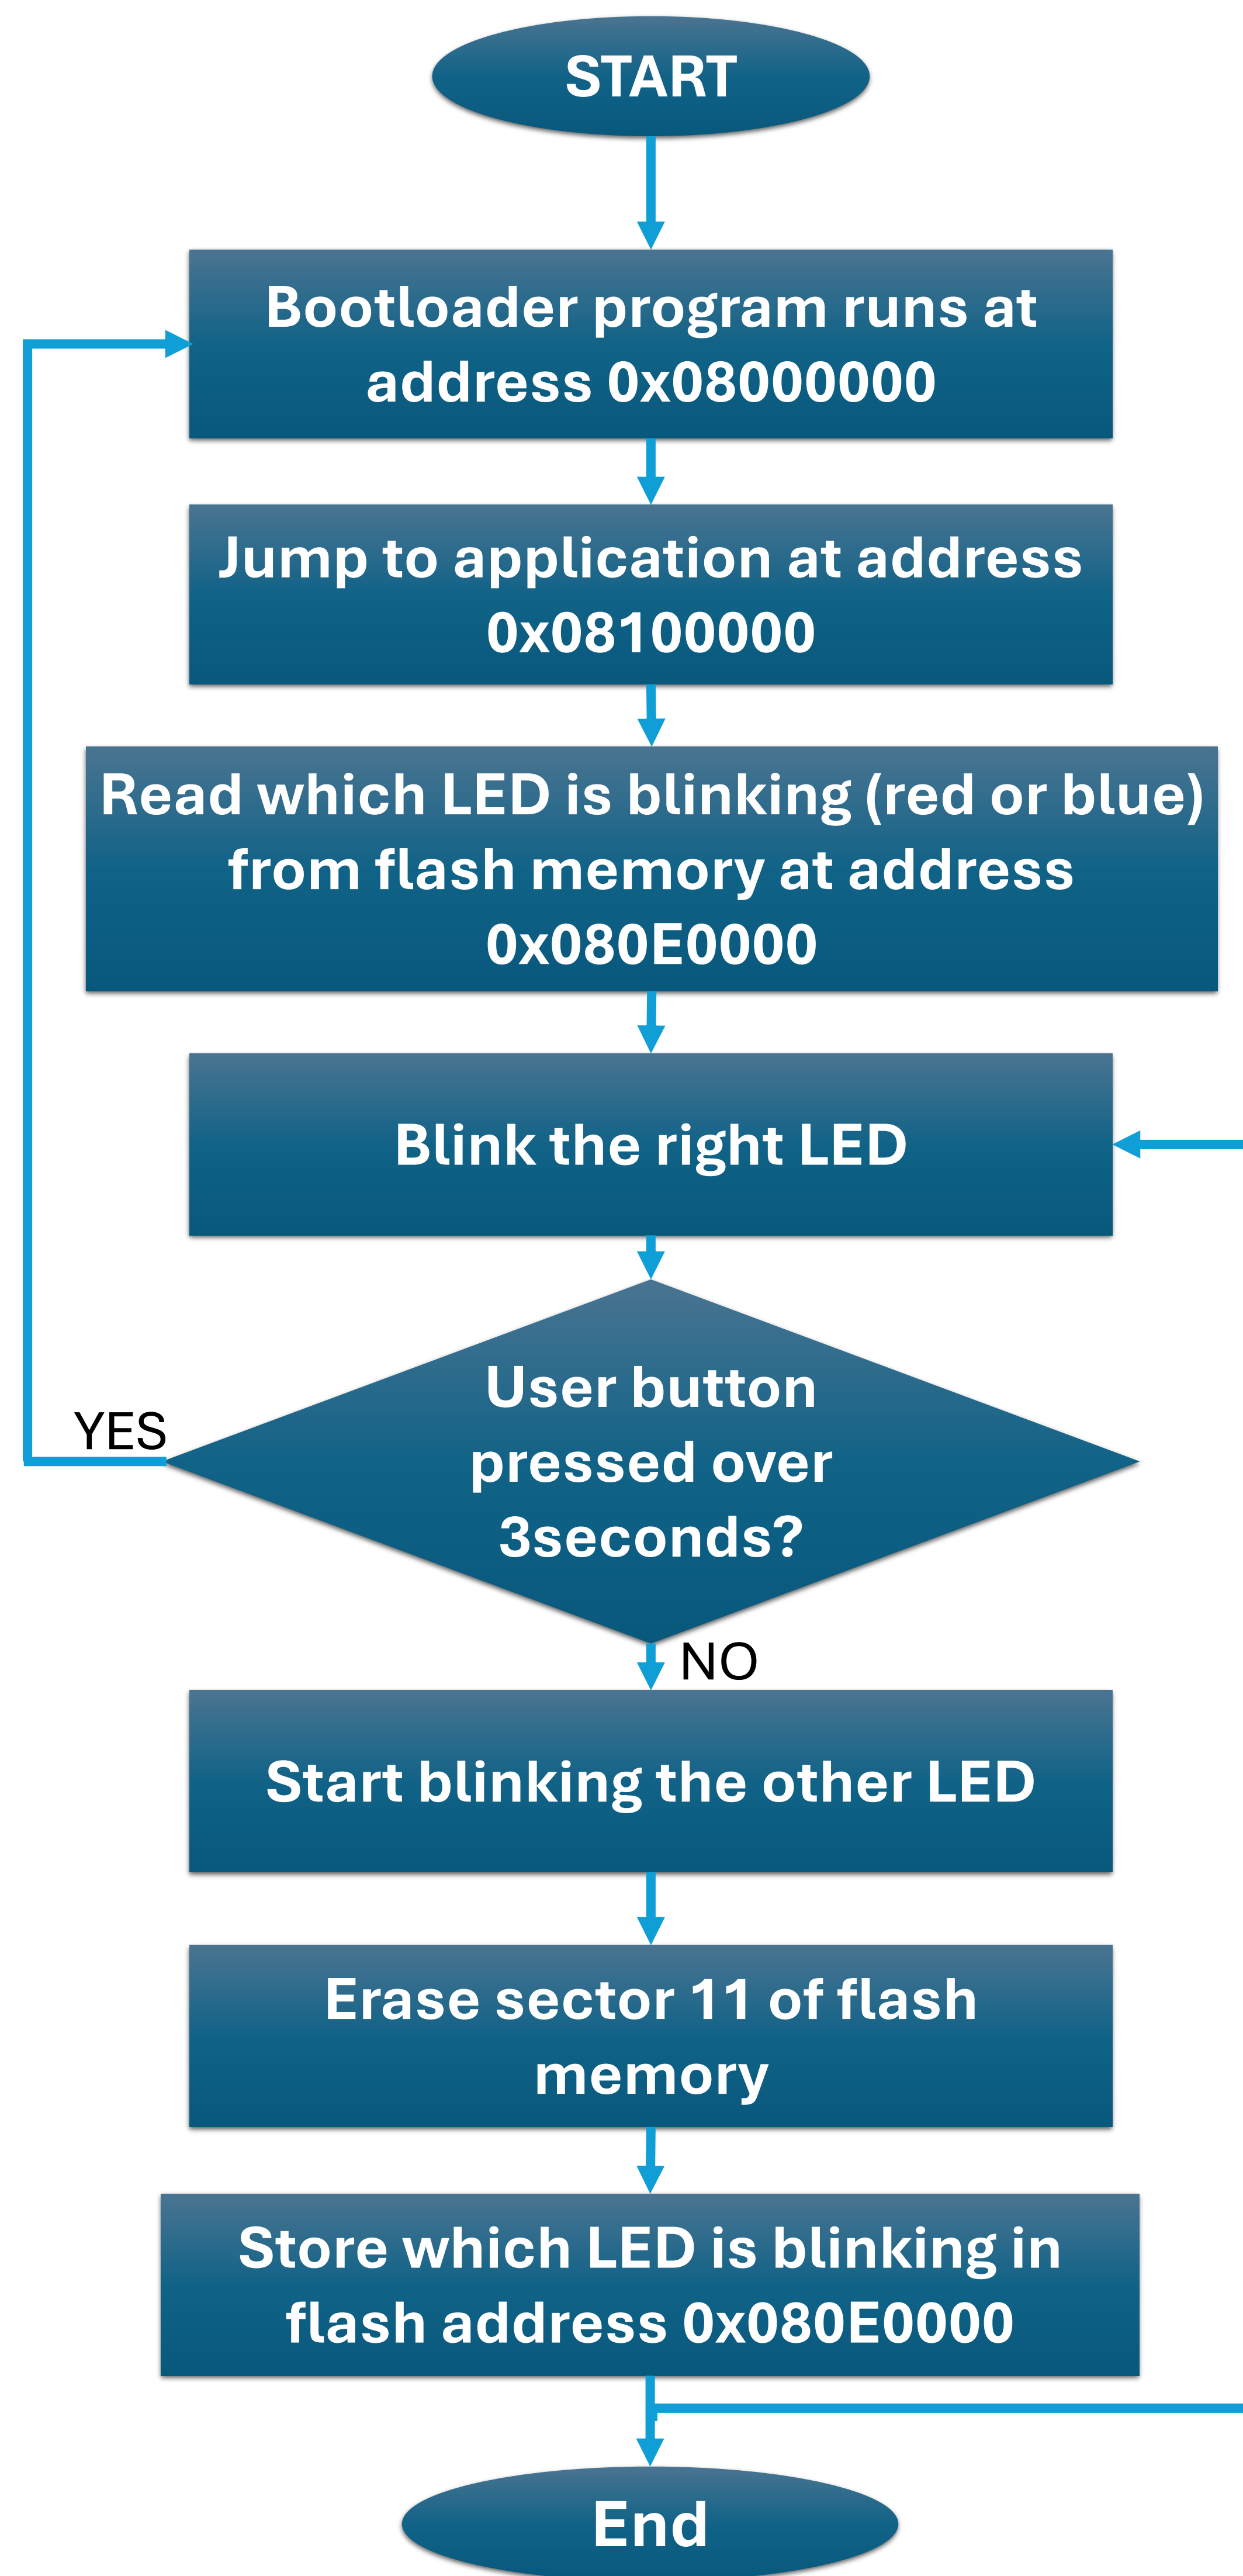 START
Bootloader program runs at
address 0x08000000
Jump to application at address
0x08100000
Read which LED is blinking (red or blue)
from flash memory at address
0x080E0000
Blink the right LED
User button
pressed over
3seconds?
YES
NO
Start blinking the other LED
Erase sector 11 of flash
memory
Store which LED is blinking in
flash address 0x080E0000
End